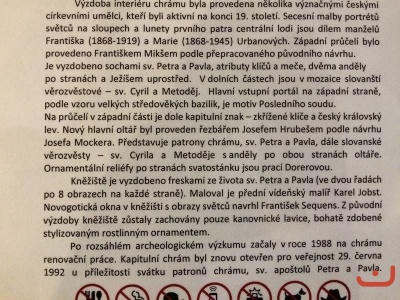 Výzdoba interiéru chrámu byla provedena několika význačnými českými
církevními umělci, kteří byli aktivní na konci 19. století. Secesní malby portrétů
světců na sloupech a lunety prvního patra centrální lodi jsou dílem manželů
Františka (1868-1919) a Marie (1868-1945) Urbanových. Západní průčelí bylo
provedeno Františkem Mikšem podle přepracovaného původního návrhu.
Je vyzdobeno sochami sv. Petra a Pavla, atributy klíčů a meče, dvěma anděly
po stranách a Ježíšem uprostřed. V dolních částech jsou v mozaice slovanští
věrozvěstové – sv. Cyril a Metoděj. Hlavní vstupní portál na západní straně,
podle vzoru velkých středověkých bazilik, je motiv Posledního soudu.
Na průčelí v západní části je dole kapitulní znak – zkřížené klíče a český královský
lev. Nový hlavní oltář byl proveden řezbářem Josefem Hrubešem podle návrhu
Josefa Mockera. Představuje patrony chrámu, sv. Petra a Pavla, dále slovanské
věrozvěsty – sv. Cyrila a Metoděje s anděly po obou stranách oltáře.
Ornamentální reliéfy po stranách svatostánku jsou prací Dorerovou.
Kněžiště je vyzdobeno freskami ze života sv. Petra a Pavla (ve dvou řadách
po 8 obrazech na každé straně). Maloval je přední vídeňský malíř Karel Jobst.
Novogotická okna v kněžišti s obrazy světců navrhl František Sequens. Z původní
výzdoby kněžiště zůstaly zachovány pouze kanovnické lavice, bohatě zdobené
stylizovaným rostlinným ornamentem.
Po rozsáhlém archeologickém výzkumu začaly v roce 1988 na chrámu
renovační práce. Kapitulní chrám byl znovu otevřen pro veřejnost 29. června
1992 u příležitosti svátku patronů chrámu, sv. apoštolů Petra a Pavla.